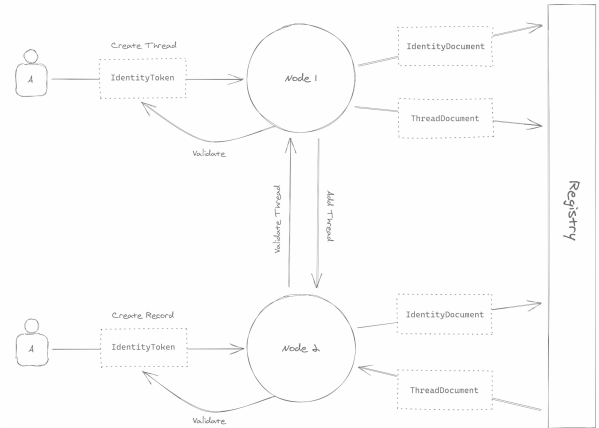 Create Thread
IdentityDocument
A
IdentityToken
Node 1
ThreadDocument
Validate
Validate Thread
Add Thread
Registry
Create Record
IdentityDocument
A
IdentityToken
Node 2
ThreadDocument
Validate